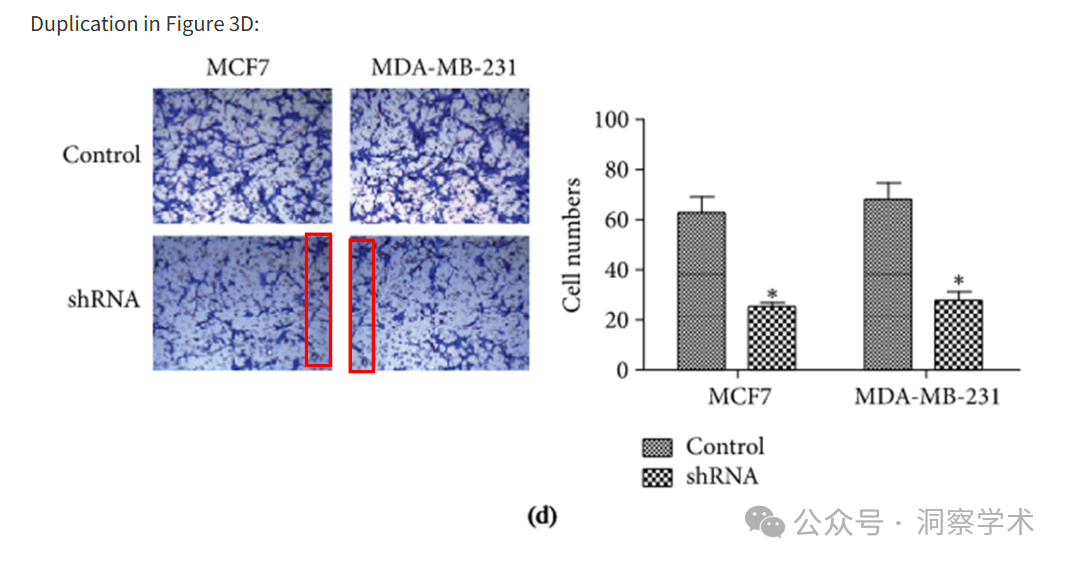 Duplication in Figure 3D:
MCF7
MDA-MB-231
Control
shRNA
Cell numbers
100
80
60
40
20
0
*
*
MCF7
MDA-MB-231
Control
shRNA
(d)
公众号 · 洞察学术